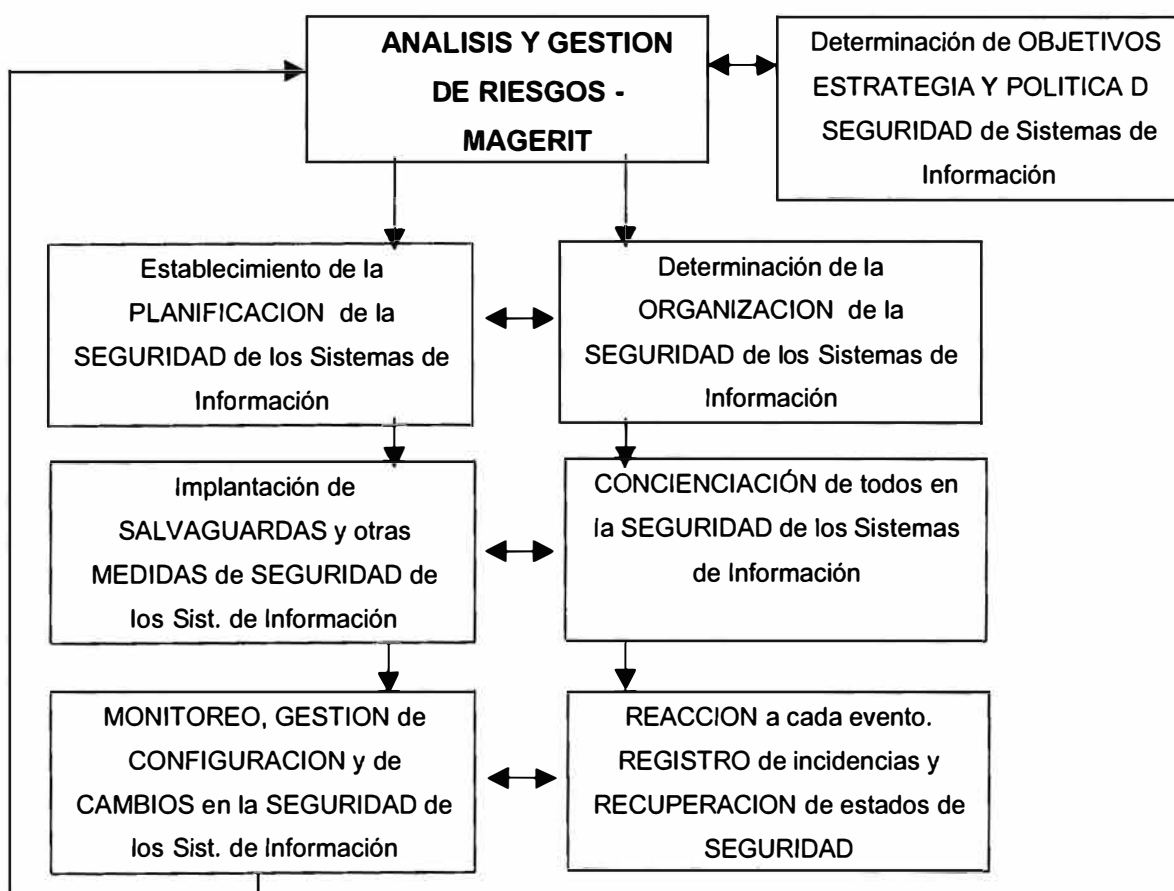 ANALISIS Y GESTION
DE RIESGOS -
MAGERIT
Determinación de OBJETIVOS
ESTRATEGIA Y POLITICA D
SEGURIDAD de Sistemas de
Información
Establecimiento de la
PLANIFICACION de la
SEGURIDAD de los Sistemas de
Información
Determinación de la
ORGANIZACION de la
SEGURIDAD de los Sistemas de
Información
Implantación de
SALVAGUARDAS y otras
MEDIDAS de SEGURIDAD de
los Sist. de Información
CONCIENCIACIÓN de todos en
la SEGURIDAD de los Sistemas
de Información
MONITOREO, GESTION de
CONFIGURACION y de
CAMBIOS en la SEGURIDAD de
los Sist. de Información
REACCION a cada evento.
REGISTRO de incidencias y
RECUPERACION de estados de
SEGURIDAD